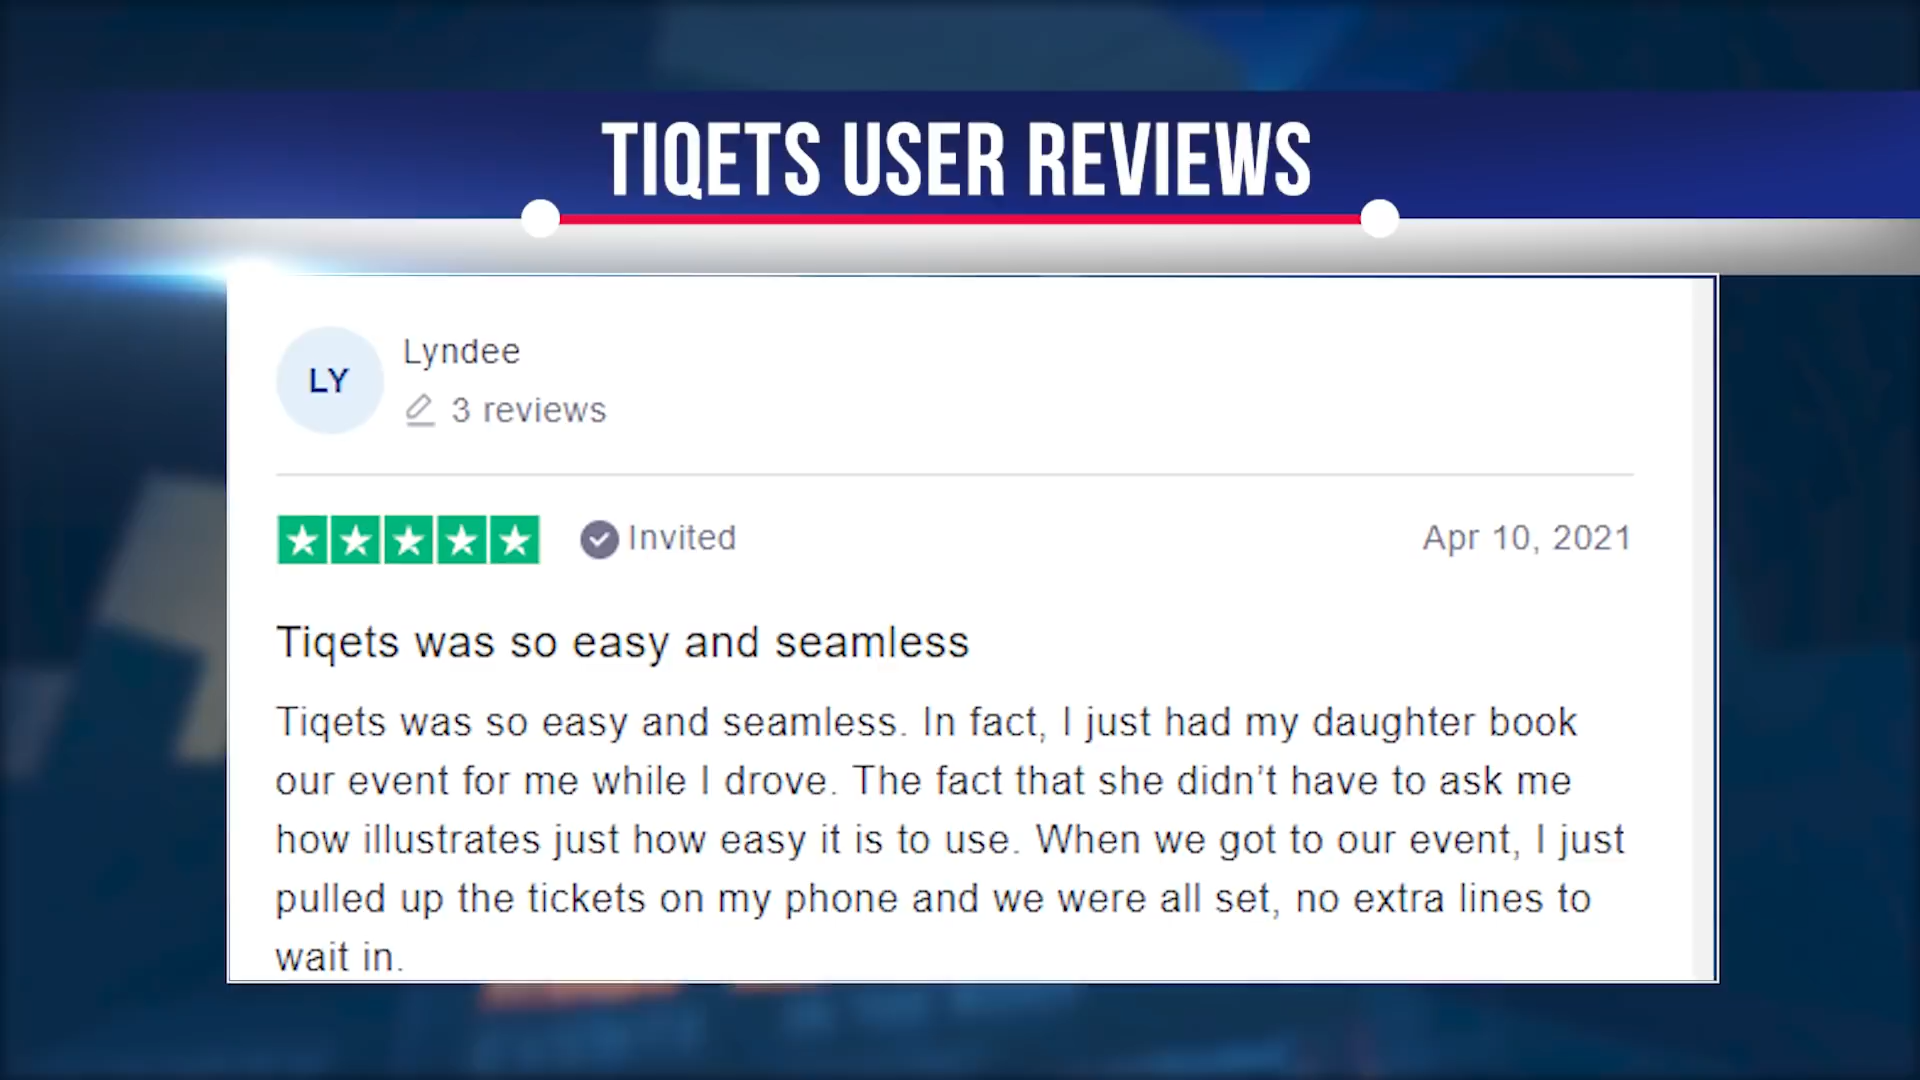 TIQETS USER REVIEWS
LY
Lyndee
3 reviews
Invited
Apr 10, 2021
Tiqets was so easy and seamless
Tiqets was so easy and seamless. In fact, I just had my daughter book
our event for me while I drove. The fact that she didn’t have to ask me
how illustrates just how easy it is to use. When we got to our event, I just
pulled up the tickets on my phone and we were all set, no extra lines to
wait in.